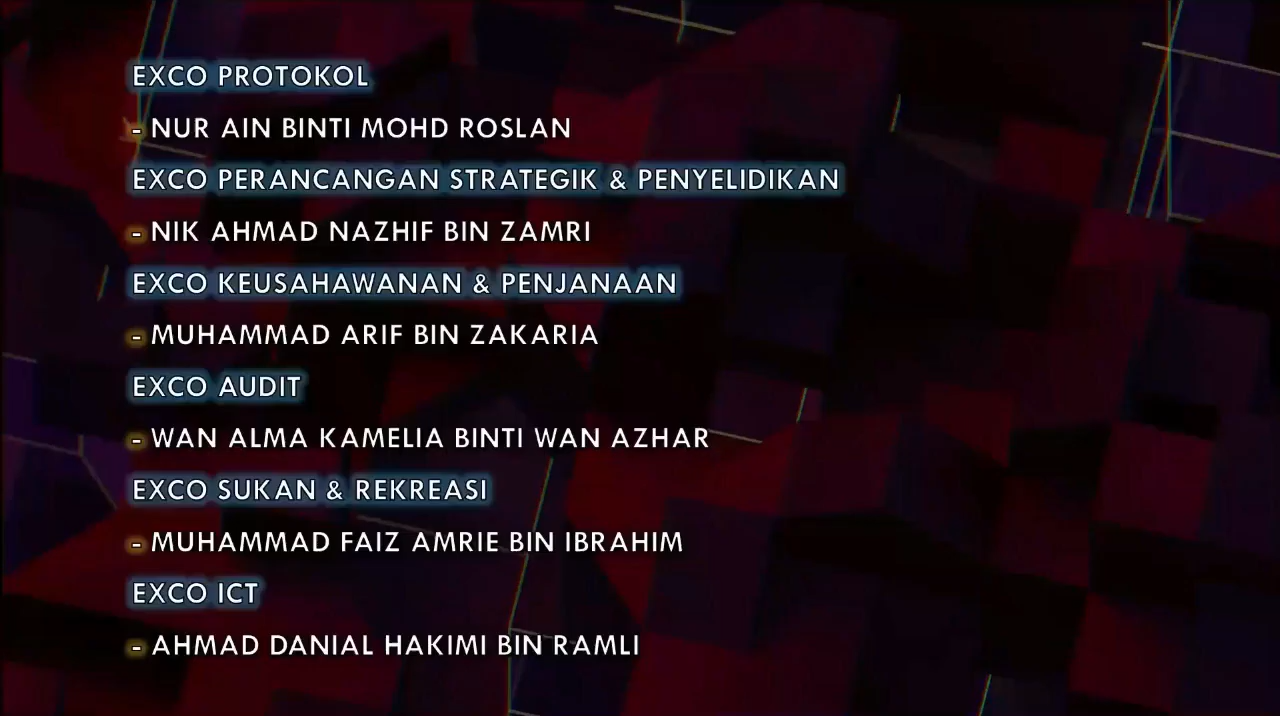 EXCO PROTOKOL
- NUR AIN BINTI MOHD ROSLAN
EXCO PERANCANGAN STRATEGIK & PENYELIDIKAN
- NIK AHMAD NAZHIF BIN ZAMRI
EXCO KEUSAHAWANAN & PENJANAAN
- MUHAMMAD ARIF BIN ZAKARIA
EXCO AUDIT
- WAN ALMA KAMELIA BINTI WAN AZHAR
EXCO SUKAN & REKREASI
- MUHAMMAD FAIZ AMRIE BIN IBRAHIM
EXCO ICT
- AHMAD DANIAL HAKIMI BIN RAMLI